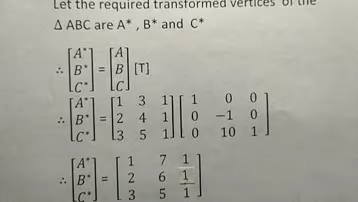 Let the required transformed vertices of the
Δ ABC are A* , B* and C*
∴ [A* B* C*] = [A B C] [T]
∴ [A* B* C*] = [1 3 1; 2 4 1; 3 5 1] [1 0 0; 0 −1 0; 0 10 1]
∴ [A* B* C*] = [1 7 1; 2 6 1; 3 5 1]